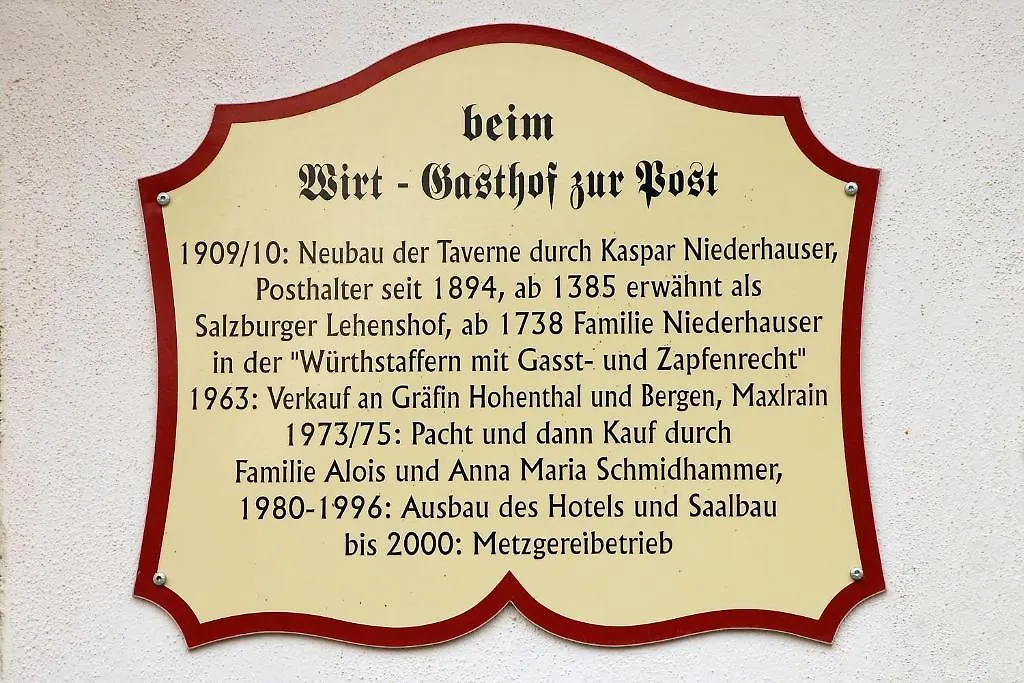 beim
Wirt - Gasthof zur Post
1909/10: Neubau der Taverne durch Kaspar Niederhauser,
Posthalter seit 1894, ab 1385 erwähnt als
Salzburger Lehenshof, ab 1738 Familie Niederhauser
in der "Würthstaffern mit Gasst- und Zapfenrecht"
1963: Verkauf an Gräfin Hohenthal und Bergen, Maxlrain
1973/75: Pacht und dann Kauf durch
Familie Alois und Anna Maria Schmidhammer,
1980-1996: Ausbau des Hotels und Saalbau
bis 2000: Metzgereibetrieb